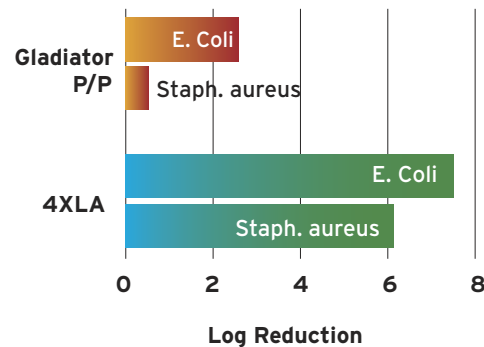 Gladiator
P/P
E. Coli
Staph. aureus
4XLA
E. Coli
Staph. aureus
0 2 4 6 8
Log Reduction